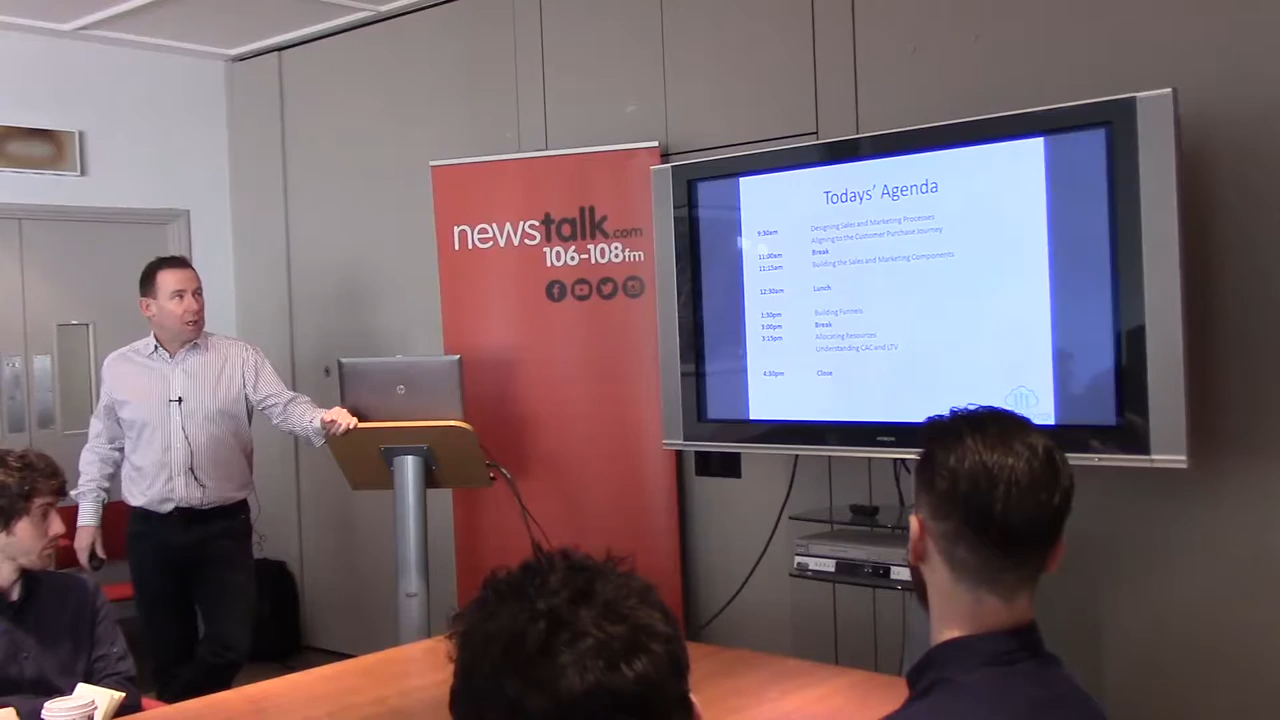 newstalk.com
106-108fm
Todays' Agenda
9:30am Designing Sales and Marketing Processes
Aligning to the Customer Purchase Journey
11:00am Break
11:15am Building the Sales and Marketing Components
12:30am Lunch
1:30pm Building Funnels
3:00pm Break
3:15pm Allocating Resources
Understanding CAC and LTV
4:30pm Close
hp
HITACHI